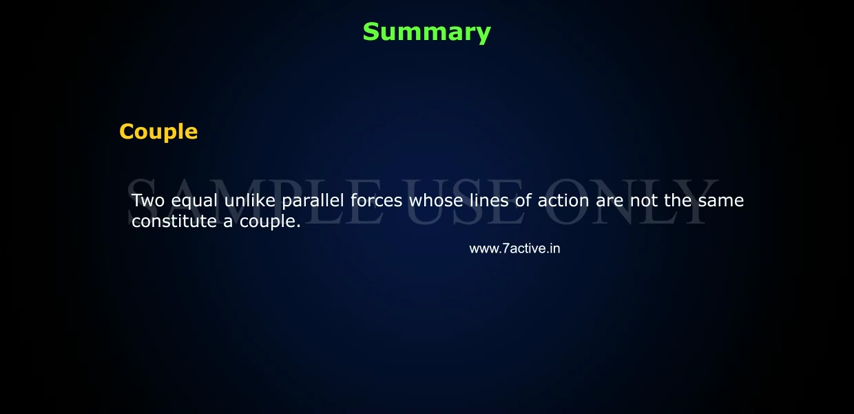 Summary
Couple
SAMPLE USE ONLY
Two equal unlike parallel forces whose lines of action are not the same
constitute a couple.
www.7active.in